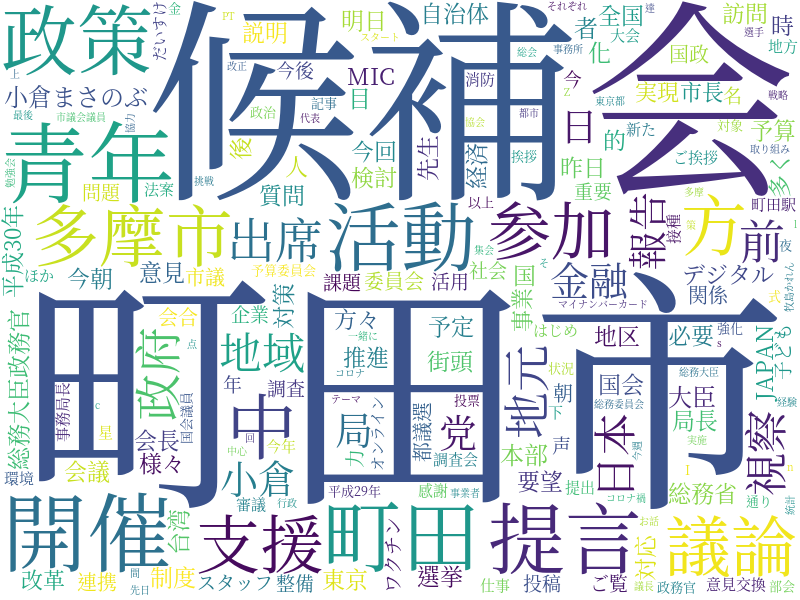 政策
候補
会
だいすけ
金
PT
スタート
それぞれ
達
明日
自治体
全国
訪問
総会
事務所
大会
選手
時
者
化
説明
上
改正
今後
MIC
消防
今
国政
地方
小倉まさのぶ
記事
目
実現
市長
名
戦略
最後
市議会議員
協力
政治
代表
協会
都市
東京都
新た
対象
予算
青年
後
今回
先生
経済
挨拶
日
的
ご挨拶
取り組み
多く
勉強会
問題
法案
挑戦
人
質問
検討
以上
昨日
重要
多摩
町田駅
平成30年
多摩市
出席
活動
集会
参加
報告
接種
方
前
夜
ほか
今朝
意見
市議
予算委員会
課題
委員会
活用
社会
国
そ
金融
デジタル
関係
式
牧島かれん
総務大臣政務官
会合
企業
対策
方々
一緒に
予定
事業
はじめ
マイナンバーカード
地区
必要
強化
s
JAPAN
子ども
町田市
政府
点
地域
推進
コロナ
街頭
地元
状況
国会
総務大臣
総務委員会
大臣
経験
事務局長
c
星
会長
国会議員
年
調査
中
回
局
テーマ
オンライン
力
都議選
投票
党
朝
下
声
日本
今週
局長
実施
視察
環境
会議
様々
小倉
中心
今年
調査会
本部
要望
I
n
開催
台湾
審議
行政
支援
平成29年
町田
感謝
事業者
ワクチン
提出
提言
コロナ禍
総務省
通り
統計
議論
改革
連携
間
先日
制度
スタッフ
整備
東京
選挙
仕事
投稿
ご覧
対応
お話
議長
政務官
意見交換
部会